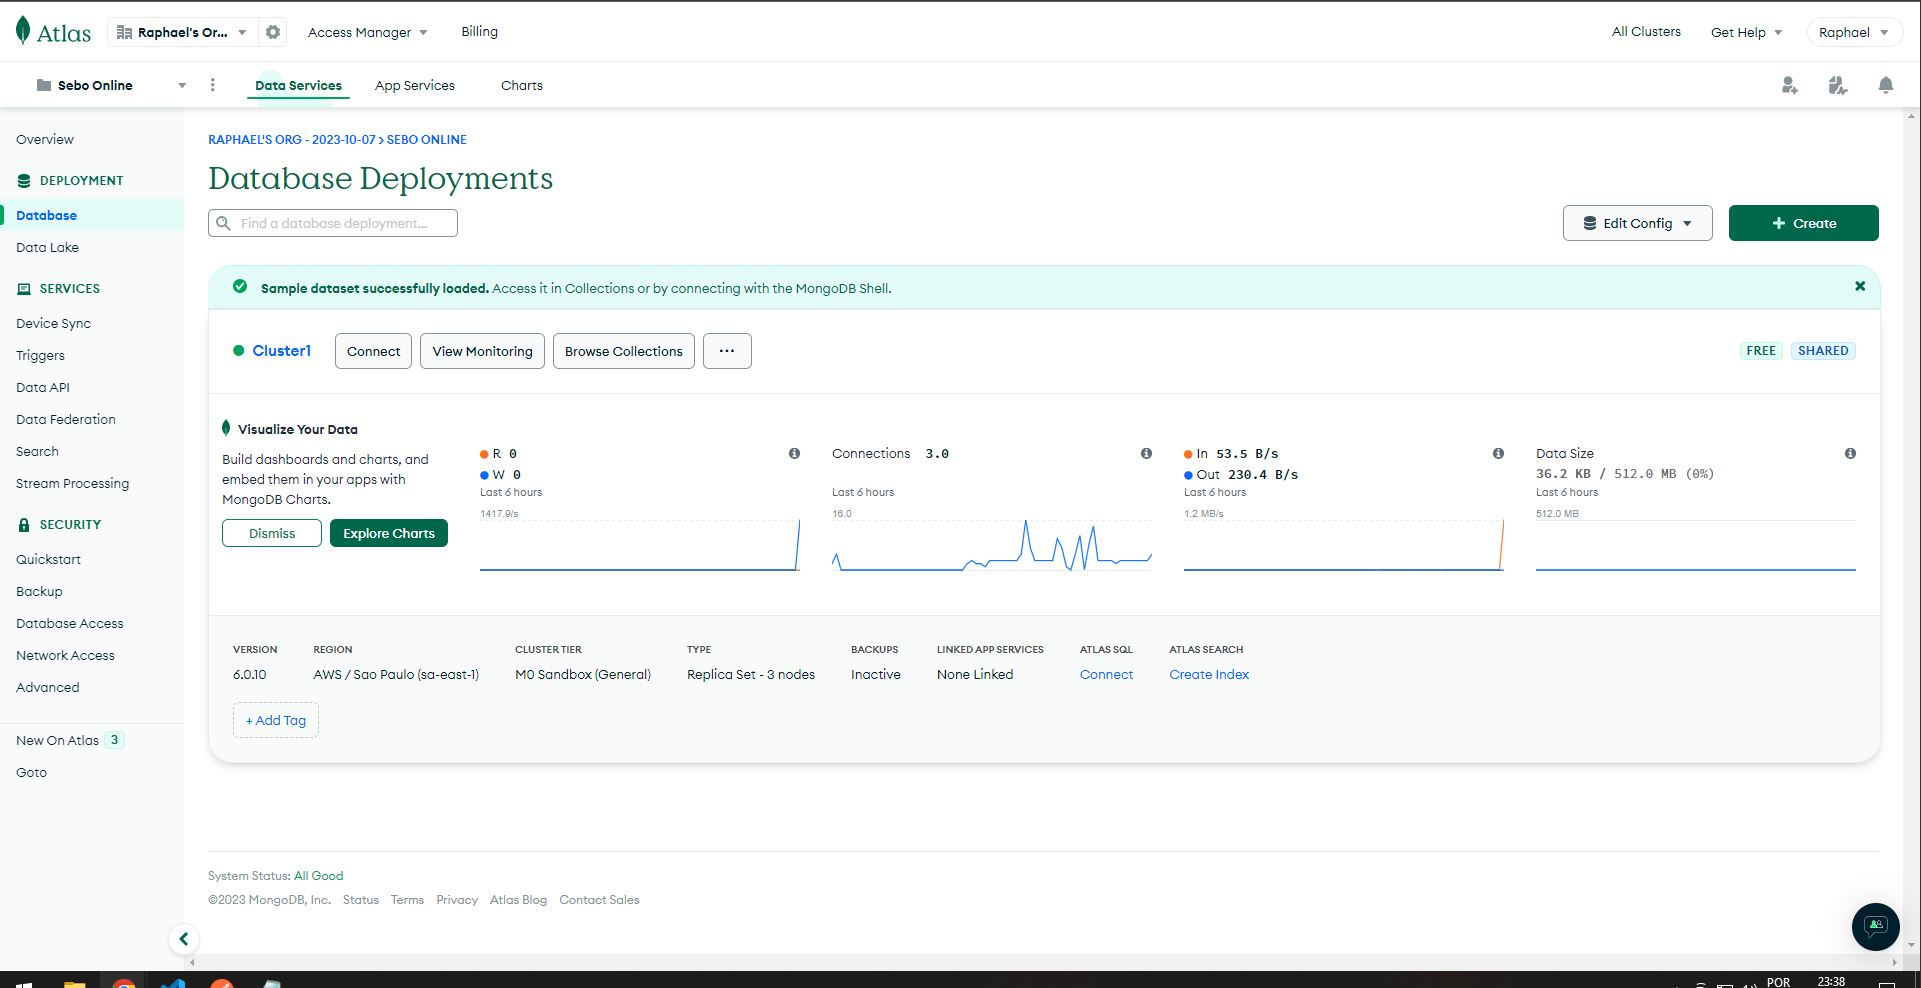 Atlas
Raphael's Or...
Access Manager
Billing
All Clusters
Get Help
Raphael
Sebo Online
Data Services
App Services
Charts
Overview
DEPLOYMENT
Database
Data Lake
SERVICES
Device Sync
Triggers
Data API
Data Federation
Search
Stream Processing
SECURITY
Quickstart
Backup
Database Access
Network Access
Advanced
New On Atlas 3
Goto
RAPHAEL'S ORG - 2023-10-07 > SEBO ONLINE
Database Deployments
Find a database deployment...
Edit Config
+ Create
Sample dataset successfully loaded. Access it in Collections or by connecting with the MongoDB Shell.
Cluster1
Connect
View Monitoring
Browse Collections
...
FREE
SHARED
Visualize Your Data
Build dashboards and charts, and
embed them in your apps with
MongoDB Charts.
Dismiss
Explore Charts
R 0
W 0
Last 6 hours
1417.9/s
Connections 3.0
Last 6 hours
16.0
In 53.5 B/s
Out 230.4 B/s
Last 6 hours
1.2 MB/s
Data Size
36.2 KB / 512.0 MB (0%)
Last 6 hours
512.0 MB
VERSION
6.0.10
REGION
AWS / Sao Paulo (sa-east-1)
CLUSTER TIER
M0 Sandbox (General)
TYPE
Replica Set - 3 nodes
BACKUPS
Inactive
LINKED APP SERVICES
None Linked
ATLAS SQL
Connect
ATLAS SEARCH
Create Index
+ Add Tag
System Status: All Good
©2023 MongoDB, Inc. Status Terms Privacy Atlas Blog Contact Sales
POR
23:38